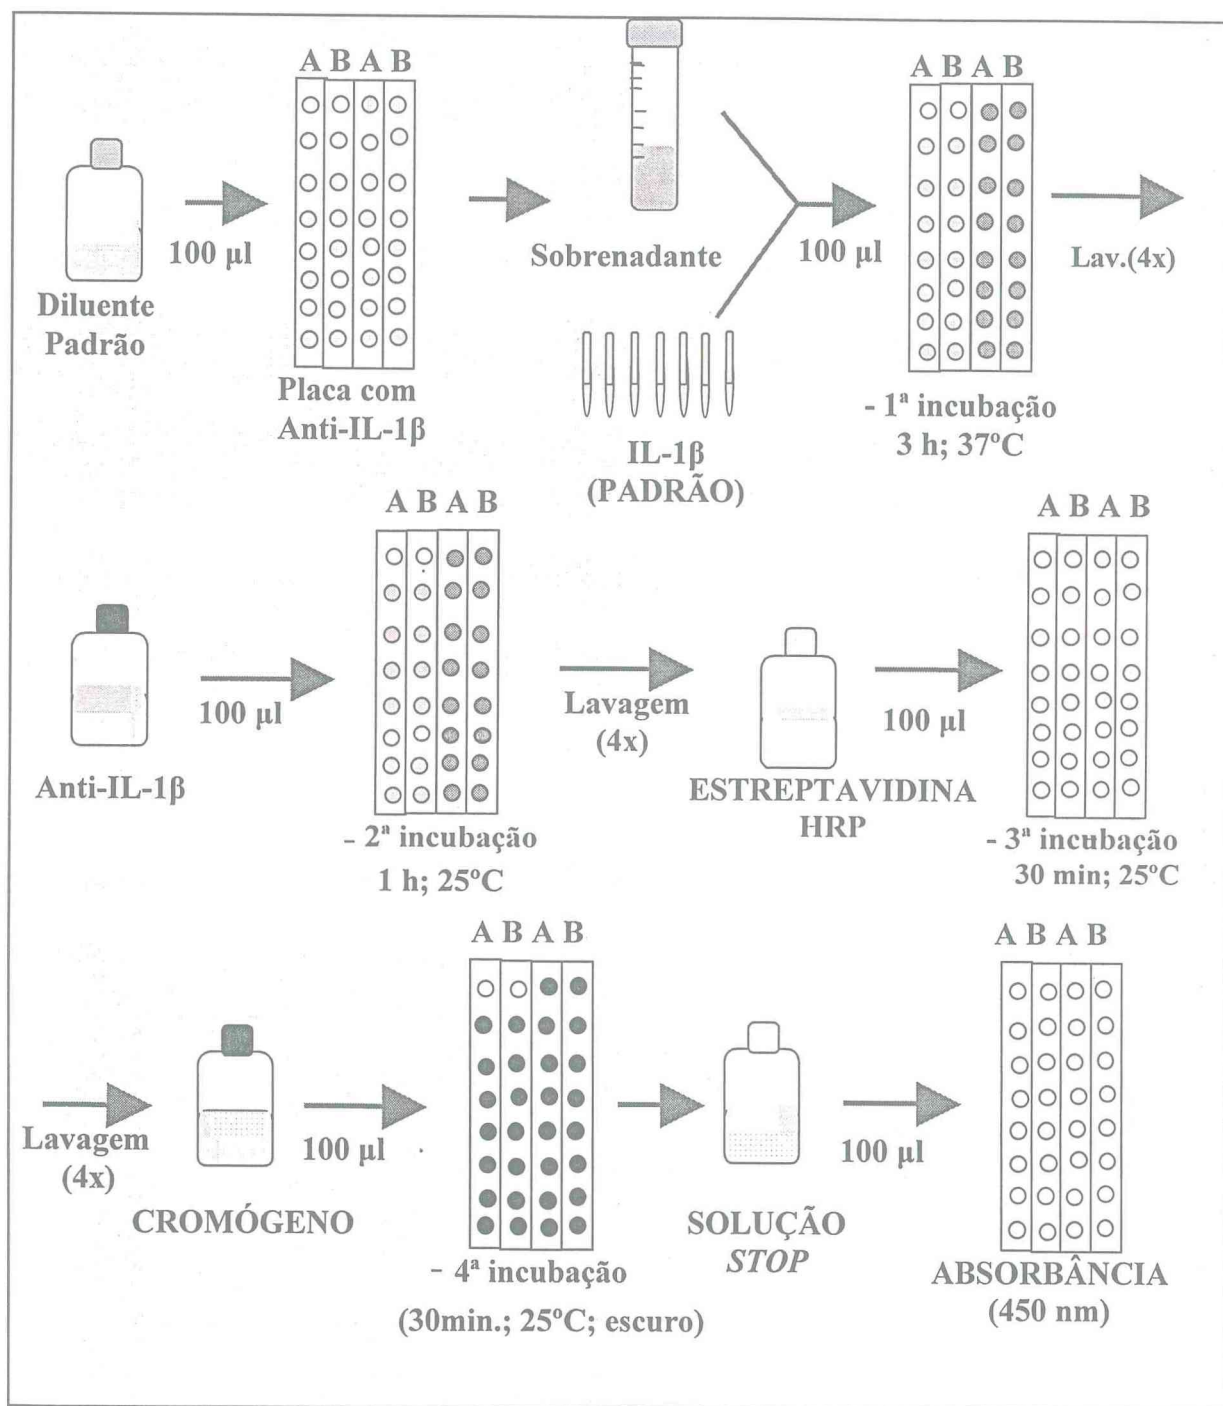 A B A B
100 µl
Diluente
Padrão
Placa com
Anti-IL-1β
Sobrenadante
IL-1β
(PADRÃO)
100 µl
A B A B
- 1ª incubação
3 h; 37ºC
Lav.(4x)
Anti-IL-1β
100 µl
A B A B
- 2ª incubação
1 h; 25ºC
Lavagem
(4x)
ESTREPTAVIDINA
HRP
100 µl
A B A B
- 3ª incubação
30 min; 25ºC
Lavagem
(4x)
CROMÓGENO
100 µl
A B A B
- 4ª incubação
(30min.; 25ºC; escuro)
SOLUÇÃO
STOP
100 µl
A B A B
ABSORBÂNCIA
(450 nm)